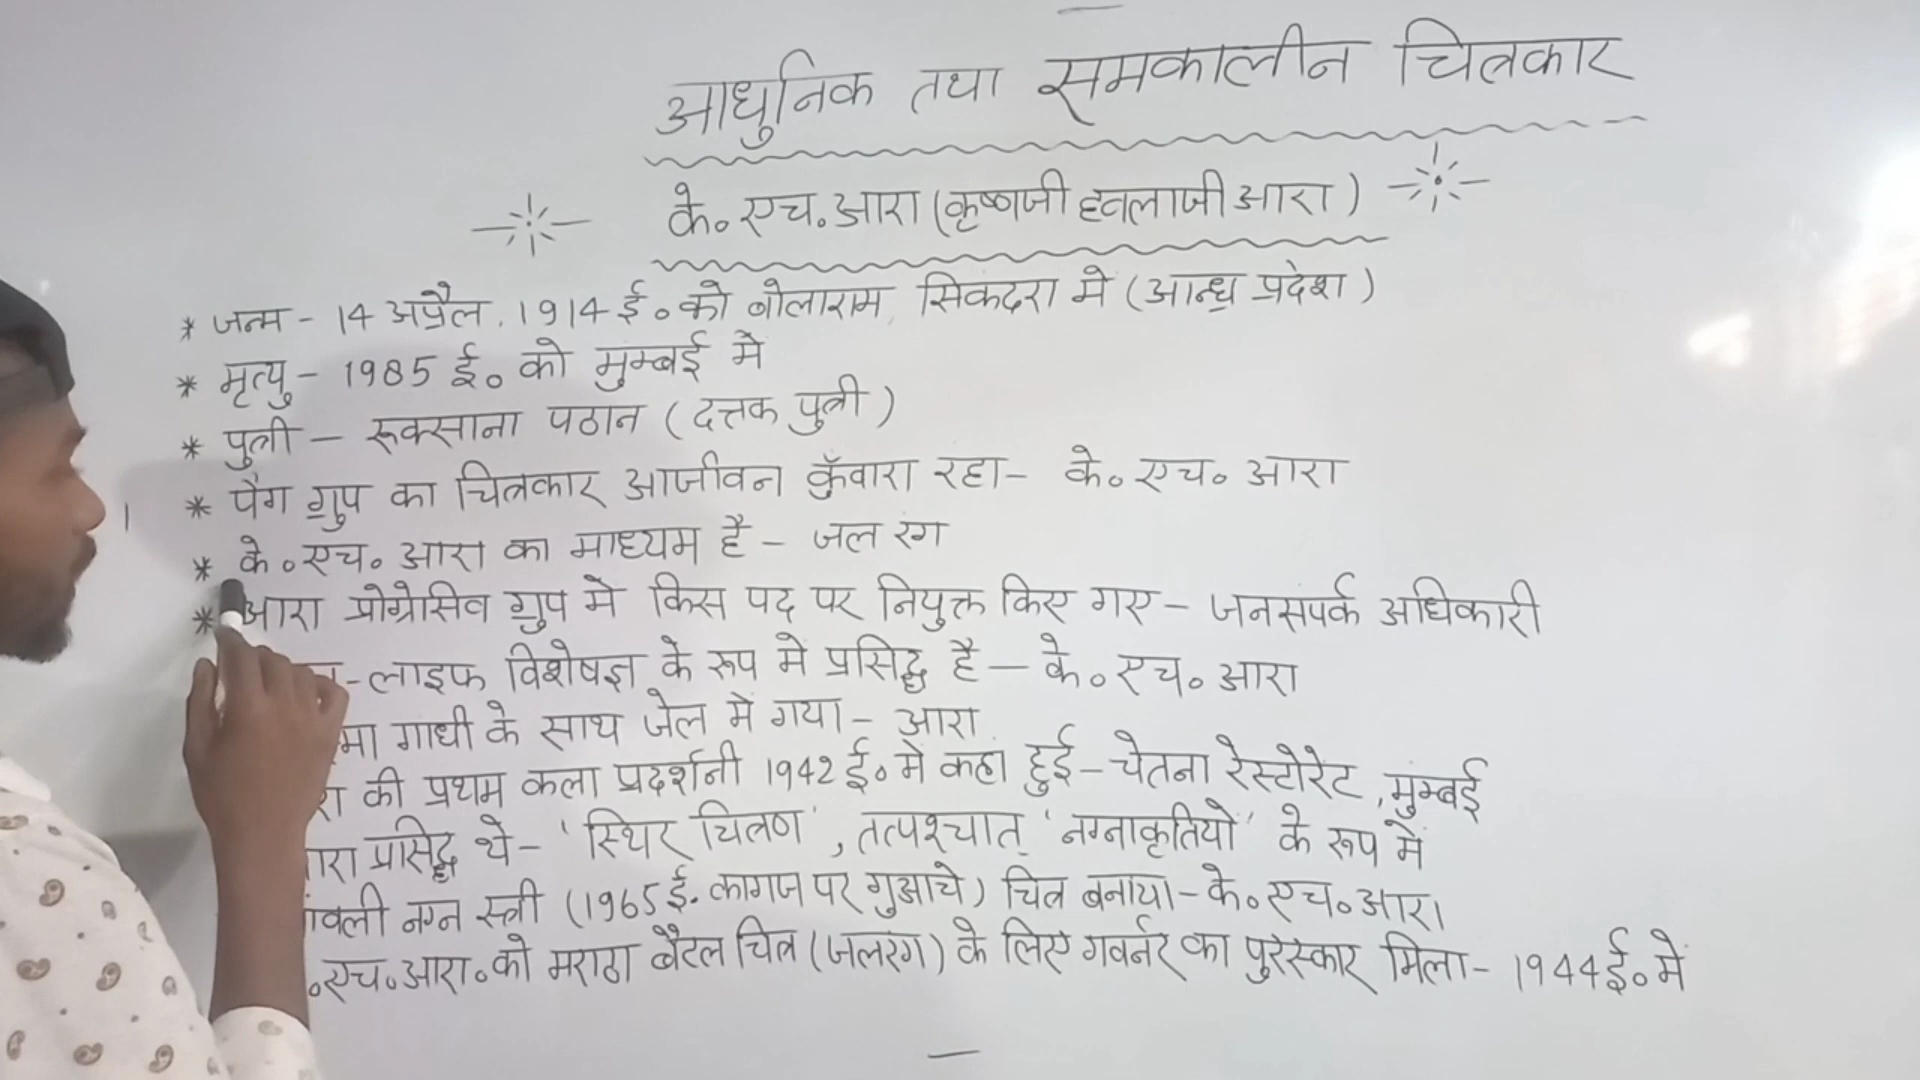 आधुनिक तथा समकालीन चित्रकार
के॰ एच॰ आरा (कृष्णजी हवलाजी आरा)
* जन्म - 14 अप्रैल, 1914 ई॰ को बोलाराम, सिकंदरा मे (आन्ध्र प्रदेश)
* मृत्यु - 1985 ई॰ को मुम्बई मे
* पुत्री - रूक्साना पठान (दत्तक पुत्री)
* पैग ग्रुप का चित्रकार आजीवन कुँवारा रहा - के॰ एच॰ आरा
* के॰ एच॰ आरा का माध्यम है - जल रंग
* आरा प्रोग्रेसिव ग्रुप मे किस पद पर नियुक्त किए गए - जनसंपर्क अधिकारी
-लाइफ विशेषज्ञ के रूप मे प्रसिद्ध है - के॰ एच॰ आरा
मा गांधी के साथ जेल मे गया - आरा
की प्रथम कला प्रदर्शनी 1942 ई॰ मे कहां हुई - चेतना रेस्टोरेंट, मुम्बई
रा प्रसिद्ध थे - 'स्थिर चित्रण', तत्पश्चात् 'नग्नाकृतियों' के रूप में
वली नग्न स्त्री (1965 ई. कागज पर गुआचे) चित्र बनाया - के॰ एच॰ आरा
॰ एच॰ आरा॰ को मराठा बैटल चित्र (जलरंग) के लिए गवर्नर का पुरस्कार मिला - 1944 ई॰ में